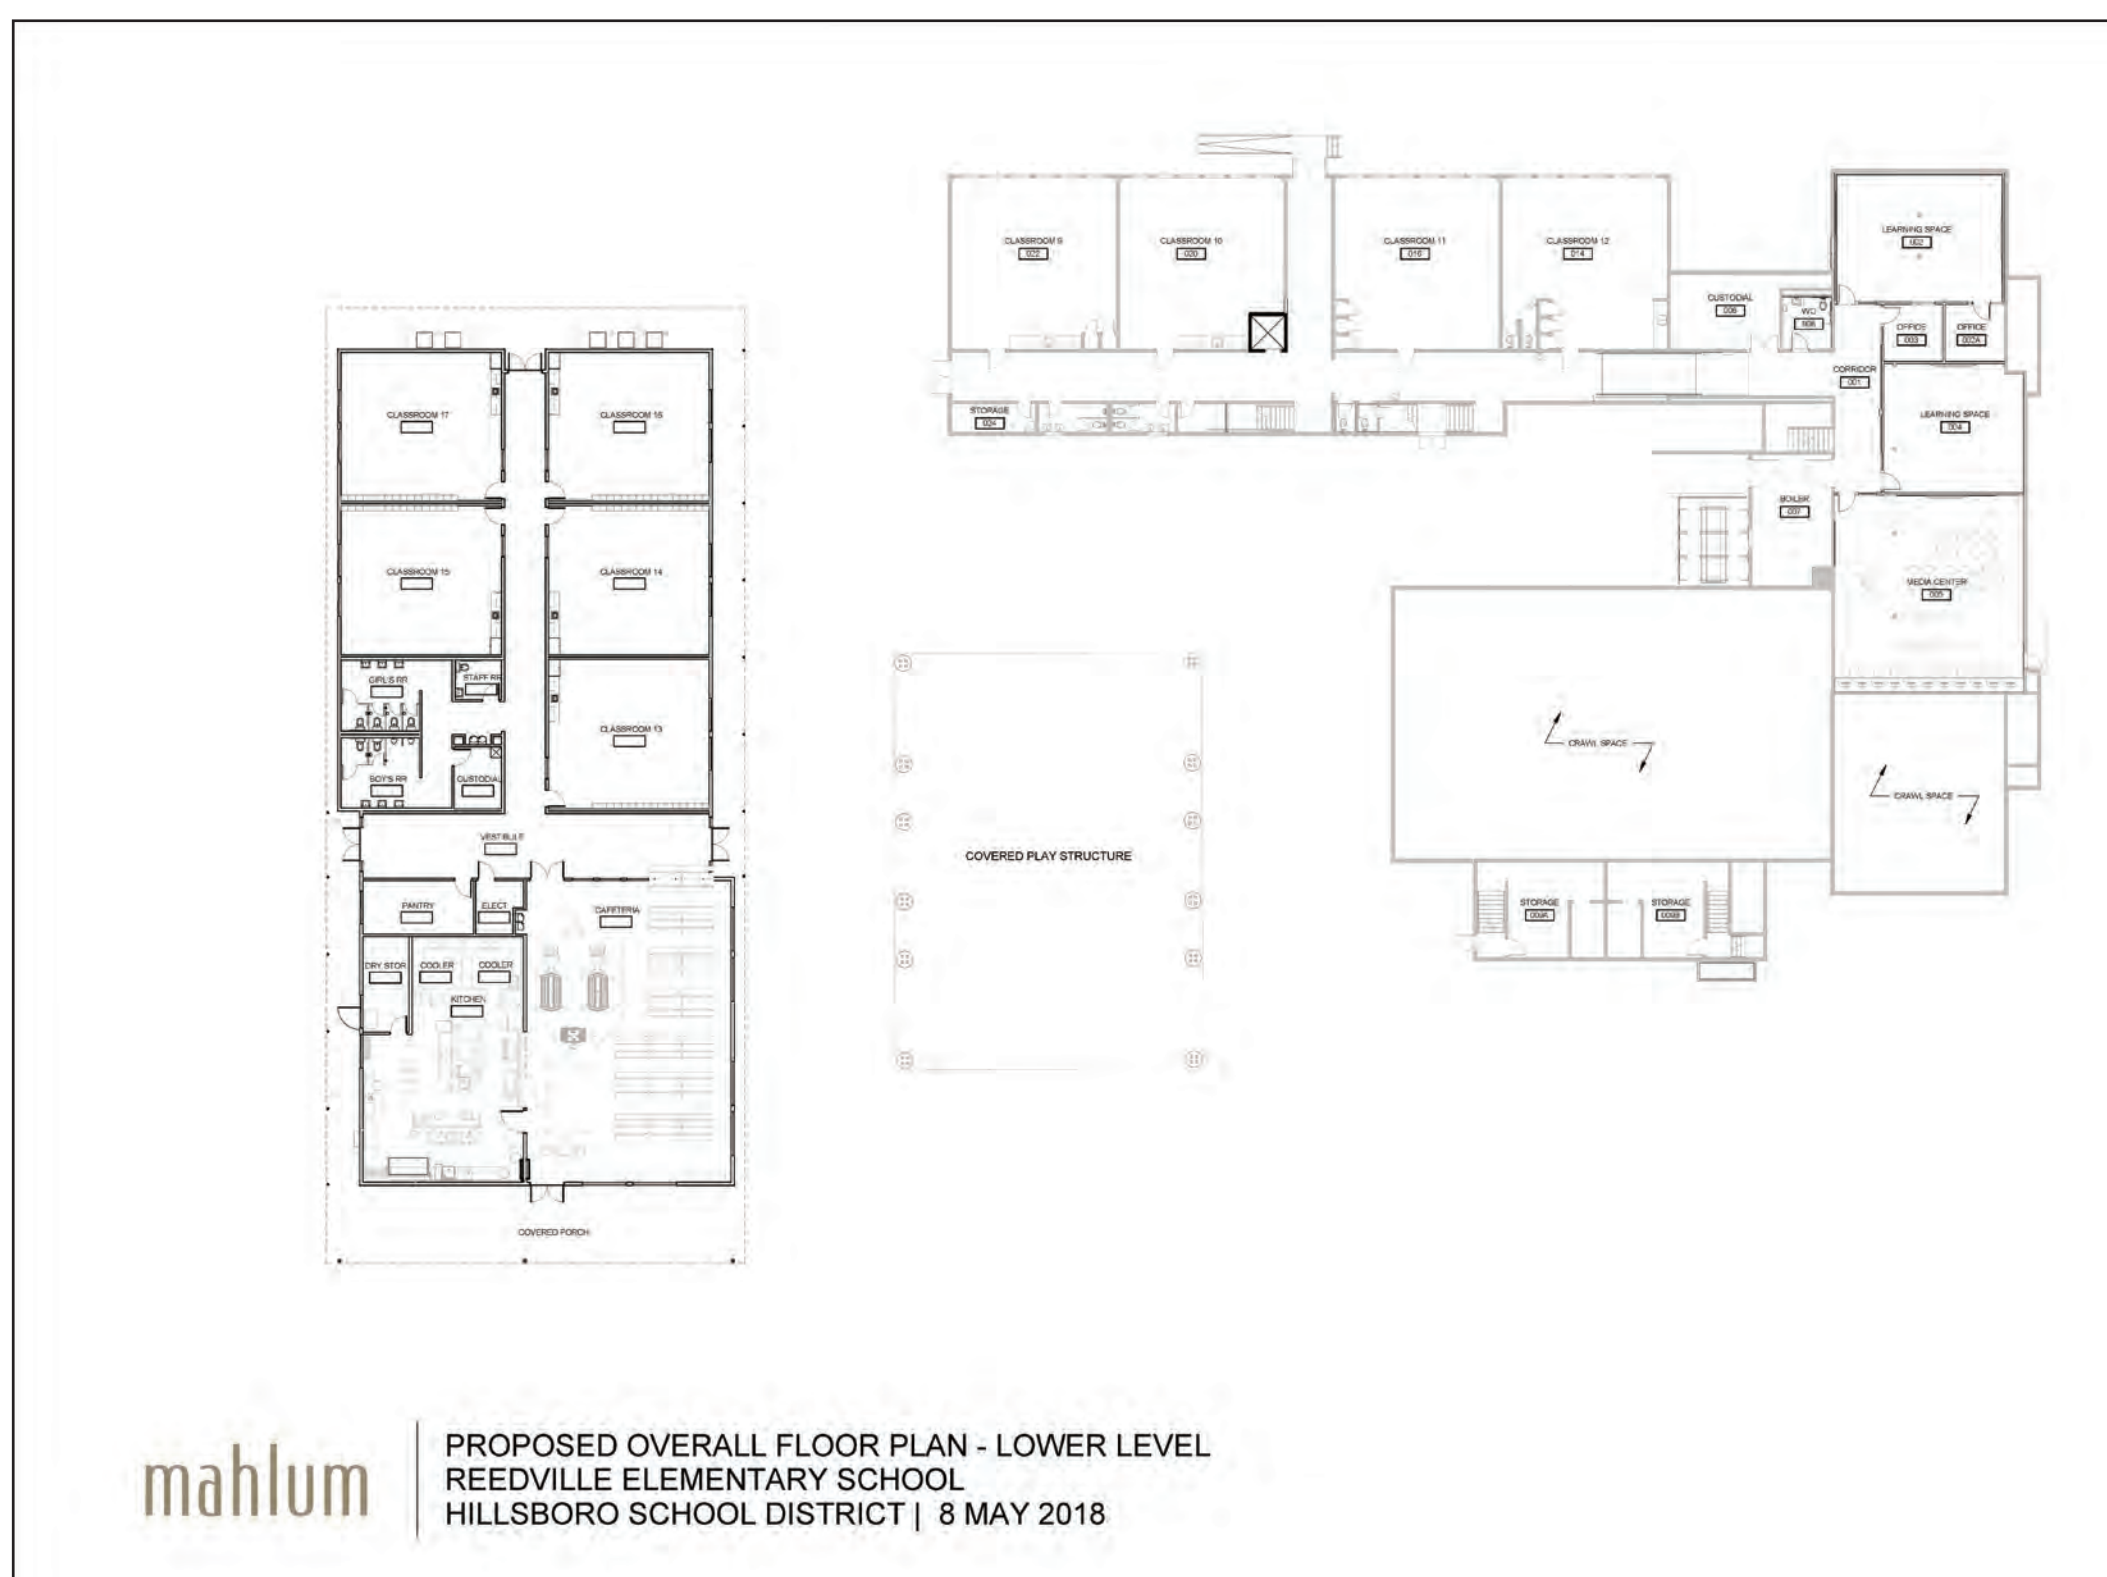 CLASSROOM 9
022
CLASSROOM 10
020
CLASSROOM 11
016
CLASSROOM 12
014
LEARNING SPACE
002
CUSTODIAL
006
WO
OFFICE
003
OFFICE
002A
CORRIDOR
001
STORAGE
024
LEARNING SPACE
004
BOILER
007
MEDIA CENTER
005
CLASSROOM 17
CLASSROOM 16
CLASSROOM 15
CLASSROOM 14
GIRL'S RR
STAFF RR
CLASSROOM 13
BOY'S RR
CUSTODIAL
VESTIBULE
PANTRY
ELECT
CAFETERIA
DRY STOR
COOLER
COOLER
KITCHEN
COVERED PORCH
COVERED PLAY STRUCTURE
CRAWL SPACE
CRAWL SPACE
STORAGE
009A
STORAGE
009B
mahlum
PROPOSED OVERALL FLOOR PLAN - LOWER LEVEL
REEDVILLE ELEMENTARY SCHOOL
HILLSBORO SCHOOL DISTRICT | 8 MAY 2018